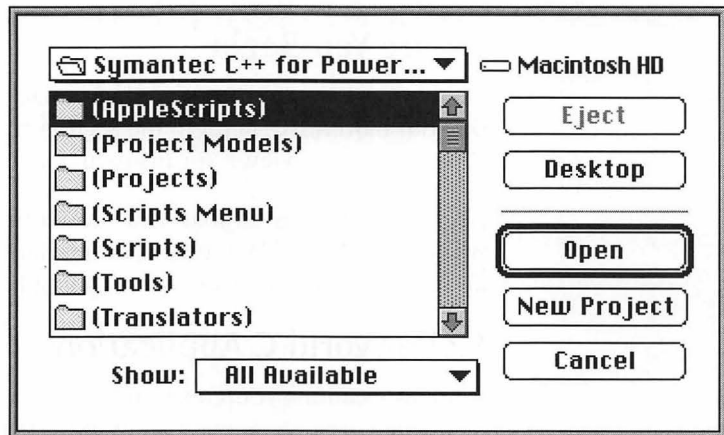 Symantec C++ for Power...
Macintosh HD
(AppleScripts)
(Project Models)
(Projects)
(Scripts Menu)
(Scripts)
(Tools)
(Translators)
Eject
Desktop
Open
New Project
Cancel
Show: All Available